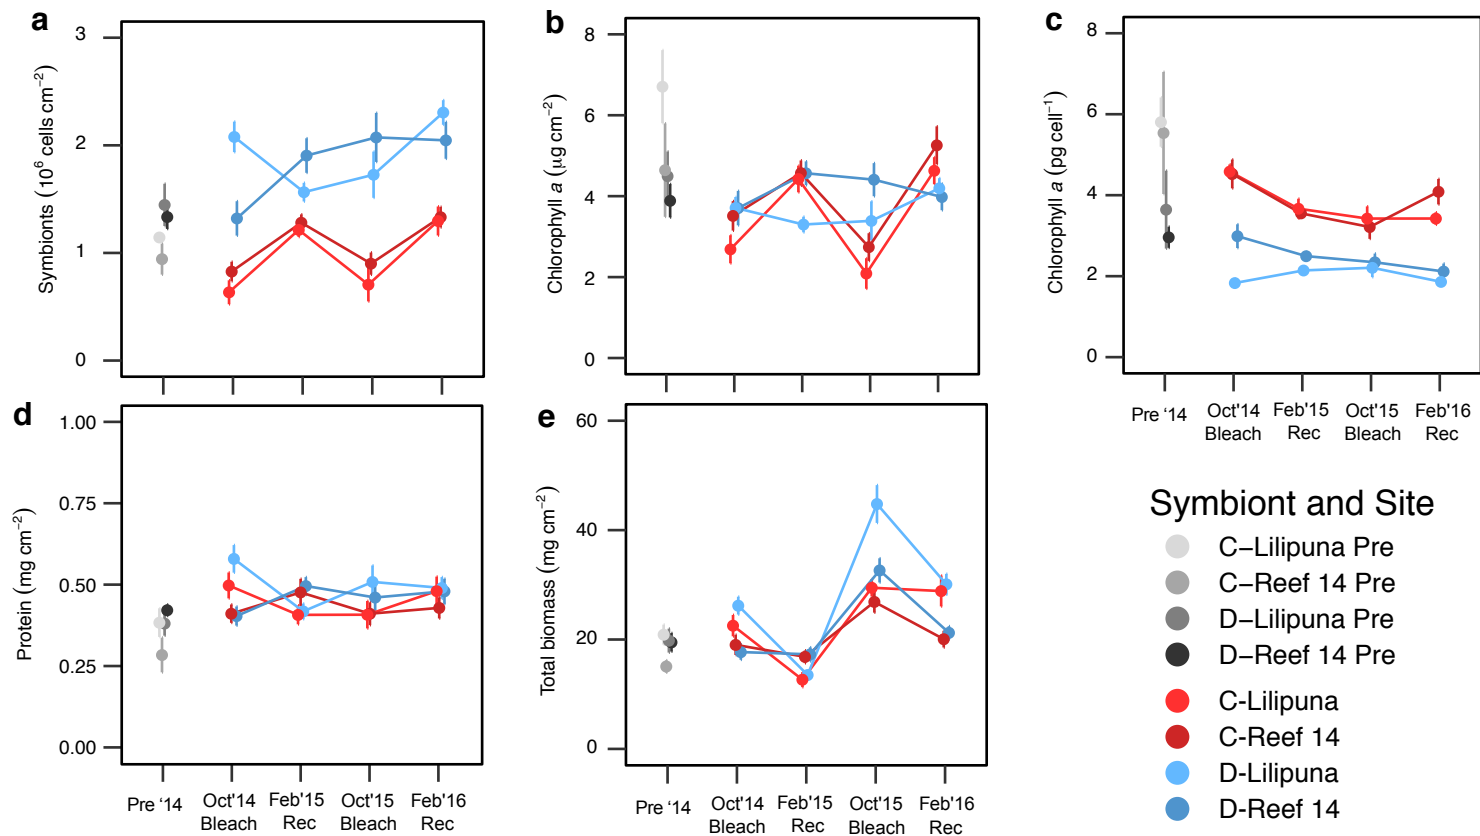 a
Symbionts (10⁶ cells cm⁻²)
3
2
1
0
b
Chlorophyll a (μg cm⁻²)
8
6
4
2
0
c
Chlorophyll a (pg cell⁻¹)
8
6
4
2
0
Pre ‘14
Oct'14
Bleach
Feb'15
Rec
Oct'15
Bleach
Feb'16
Rec
d
Protein (mg cm⁻²)
1.00
0.75
0.50
0.25
0.00
Pre ‘14
Oct'14
Bleach
Feb'15
Rec
Oct'15
Bleach
Feb'16
Rec
e
Total biomass (mg cm⁻²)
60
40
20
0
Pre ‘14
Oct'14
Bleach
Feb'15
Rec
Oct'15
Bleach
Feb'16
Rec
Symbiont and Site
C−Lilipuna Pre
C−Reef 14 Pre
D−Lilipuna Pre
D−Reef 14 Pre
C-Lilipuna
C-Reef 14
D-Lilipuna
D-Reef 14